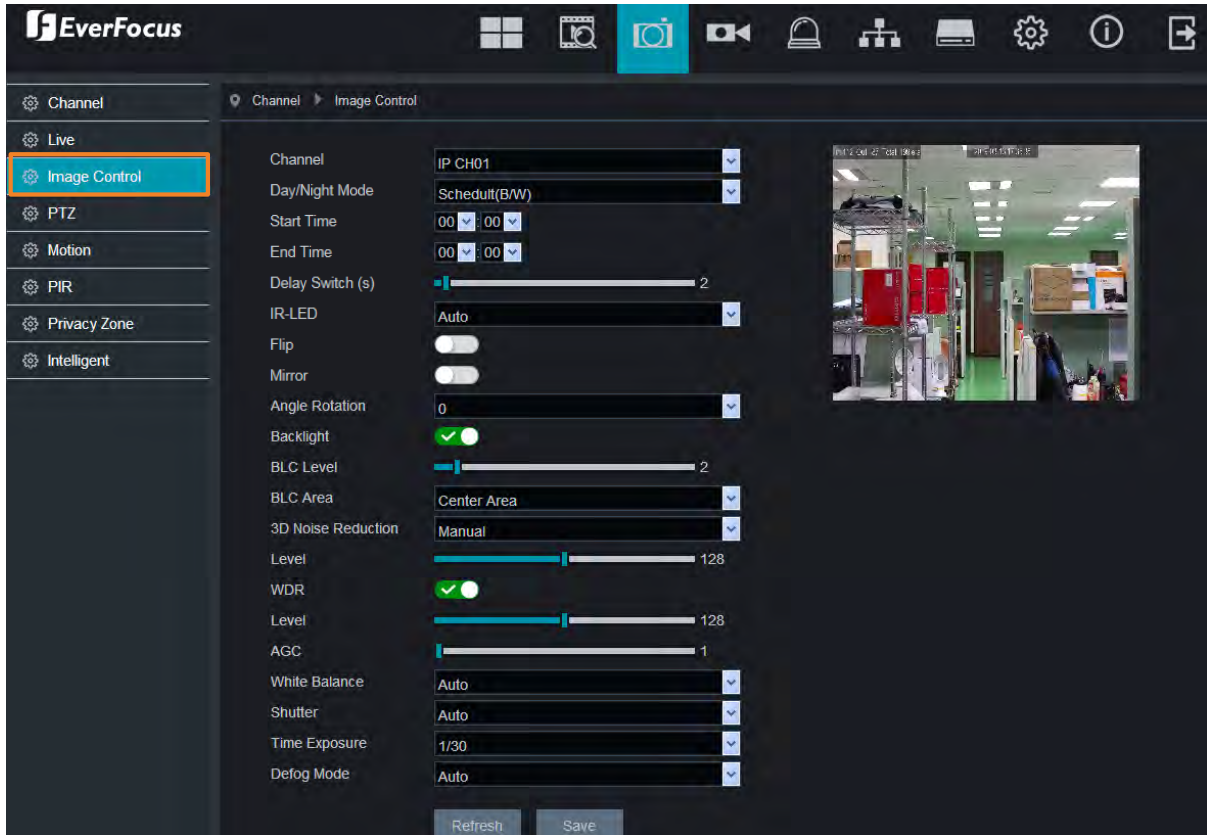 EverFocus
Channel
Live
Image Control
PTZ
Motion
PIR
Privacy Zone
Intelligent
Channel Image Control
Channel IP CH01
Day/Night Mode Schedult(B/W)
Start Time 00 : 00
End Time 00 : 00
Delay Switch (s) 2
IR-LED Auto
Flip
Mirror
Angle Rotation 0
Backlight
BLC Level 2
BLC Area Center Area
3D Noise Reduction Manual
Level 128
WDR
Level 128
AGC 1
White Balance Auto
Shutter Auto
Time Exposure 1/30
Defog Mode Auto
Refresh Save